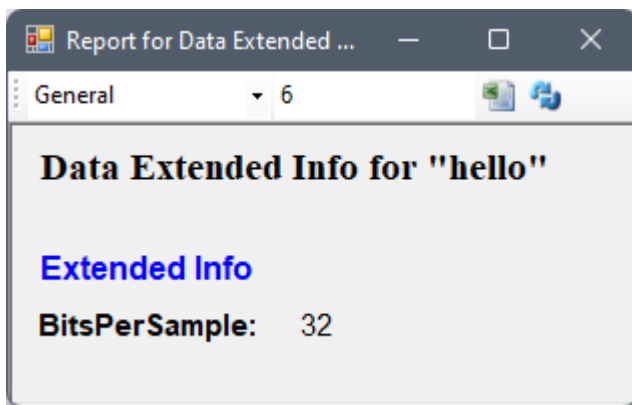 Report for Data Extended ...
General 6
Data Extended Info for "hello"
Extended Info
BitsPerSample: 32